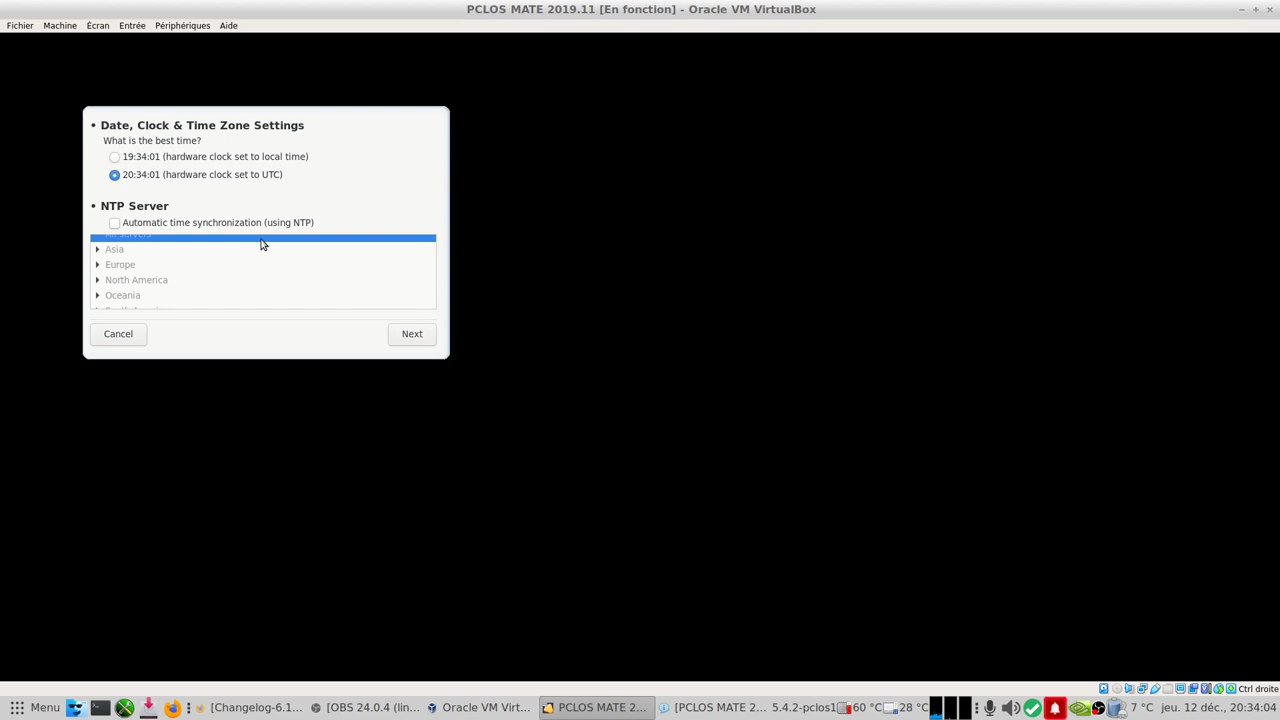 PCLOS MATE 2019.11 [En fonction] - Oracle VM VirtualBox
Fichier Machine Écran Entrée Périphériques Aide
• Date, Clock & Time Zone Settings
What is the best time?
19:34:01 (hardware clock set to local time)
20:34:01 (hardware clock set to UTC)
• NTP Server
Automatic time synchronization (using NTP)
Asia
Europe
North America
Oceania
Cancel Next
Ctrl droite
Menu [Changelog-6.1... [OBS 24.0.4 (lin... Oracle VM Virt... PCLOS MATE 2... [PCLOS MATE 2... 5.4.2-pclos1 60 °C 28 °C 7 °C jeu. 12 déc., 20:34:04